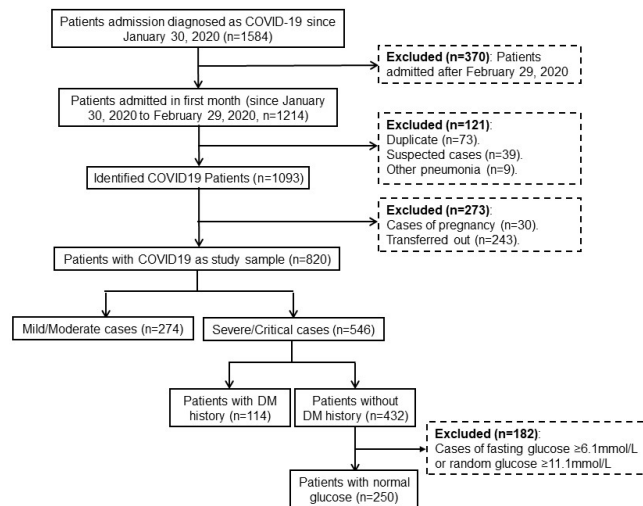 Patients admission diagnosed as COVID-19 since
January 30, 2020 (n=1584)
Excluded (n=370): Patients
admitted after February 29, 2020
Patients admitted in first month (since January
30, 2020 to February 29, 2020, n=1214)
Excluded (n=121):
Duplicate (n=73).
Suspected cases (n=39).
Other pneumonia (n=9).
Identified COVID19 Patients (n=1093)
Excluded (n=273):
Cases of pregnancy (n=30).
Transferred out (n=243).
Patients with COVID19 as study sample (n=820)
Mild/Moderate cases (n=274)
Severe/Critical cases (n=546)
Patients with DM
history (n=114)
Patients without
DM history (n=432)
Excluded (n=182):
Cases of fasting glucose ≥6.1mmol/L
or random glucose ≥11.1mmol/L
Patients with normal
glucose (n=250)